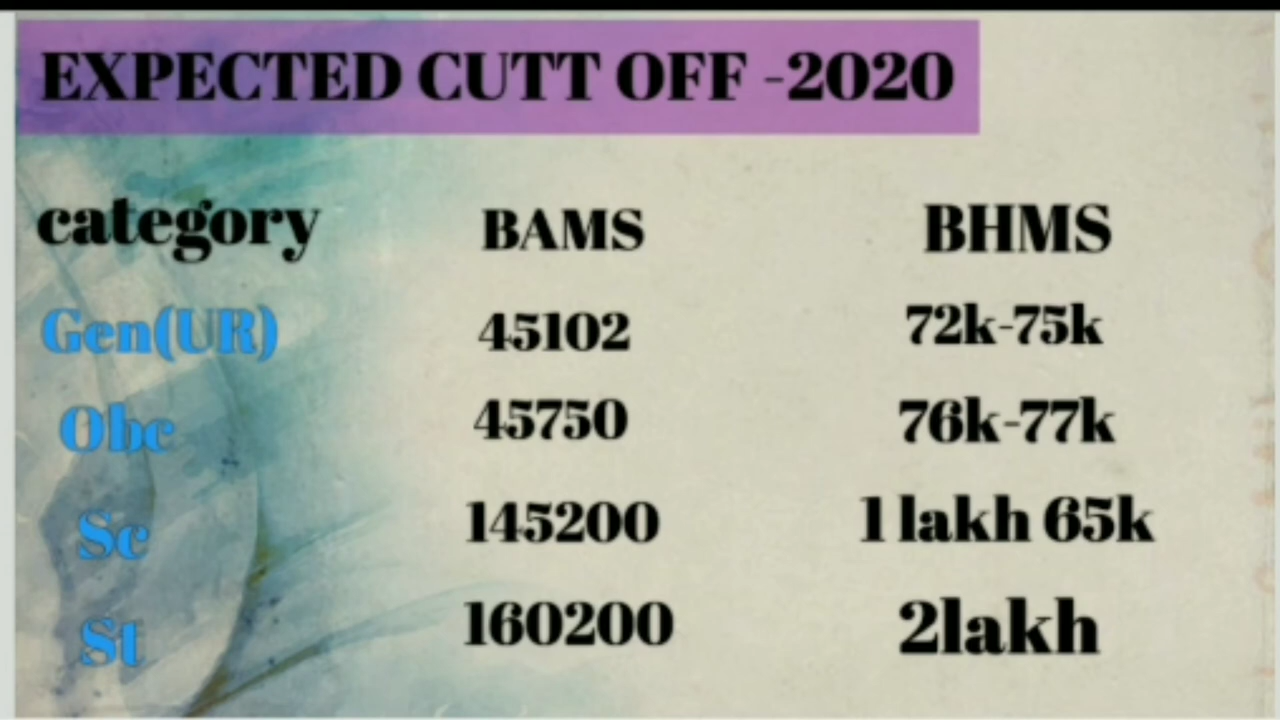 EXPECTED CUTT OFF -2020
category BAMS BHMS
Gen(UR) 45102 72k-75k
Obc 45750 76k-77k
Sc 145200 1 lakh 65k
St 160200 2lakh